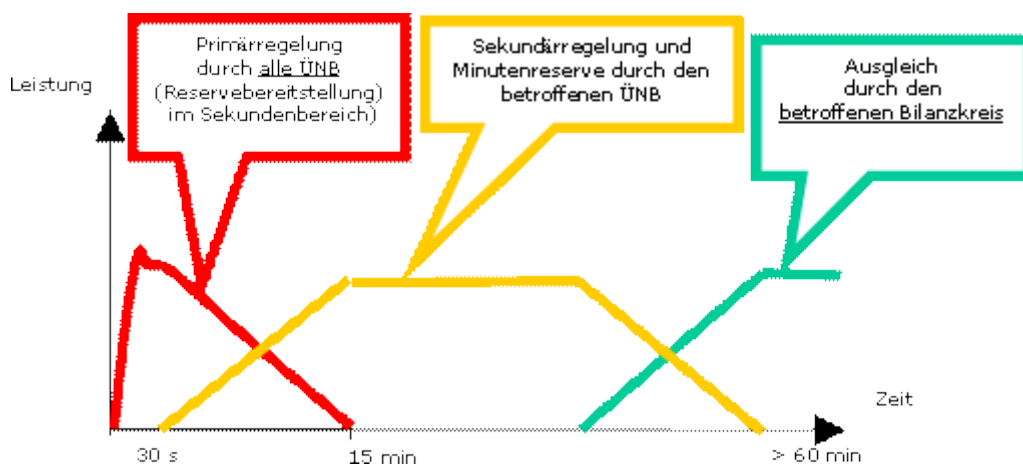 Primärregelung
durch alle ÜNB
(Reservebereitstellung)
im Sekundenbereich)
Sekundärregelung und
Minutenreserve durch den
betroffenen ÜNB
Ausgleich
durch den
betroffenen Bilanzkreis
Leistung
Zeit
30 s
15 min
> 60 min